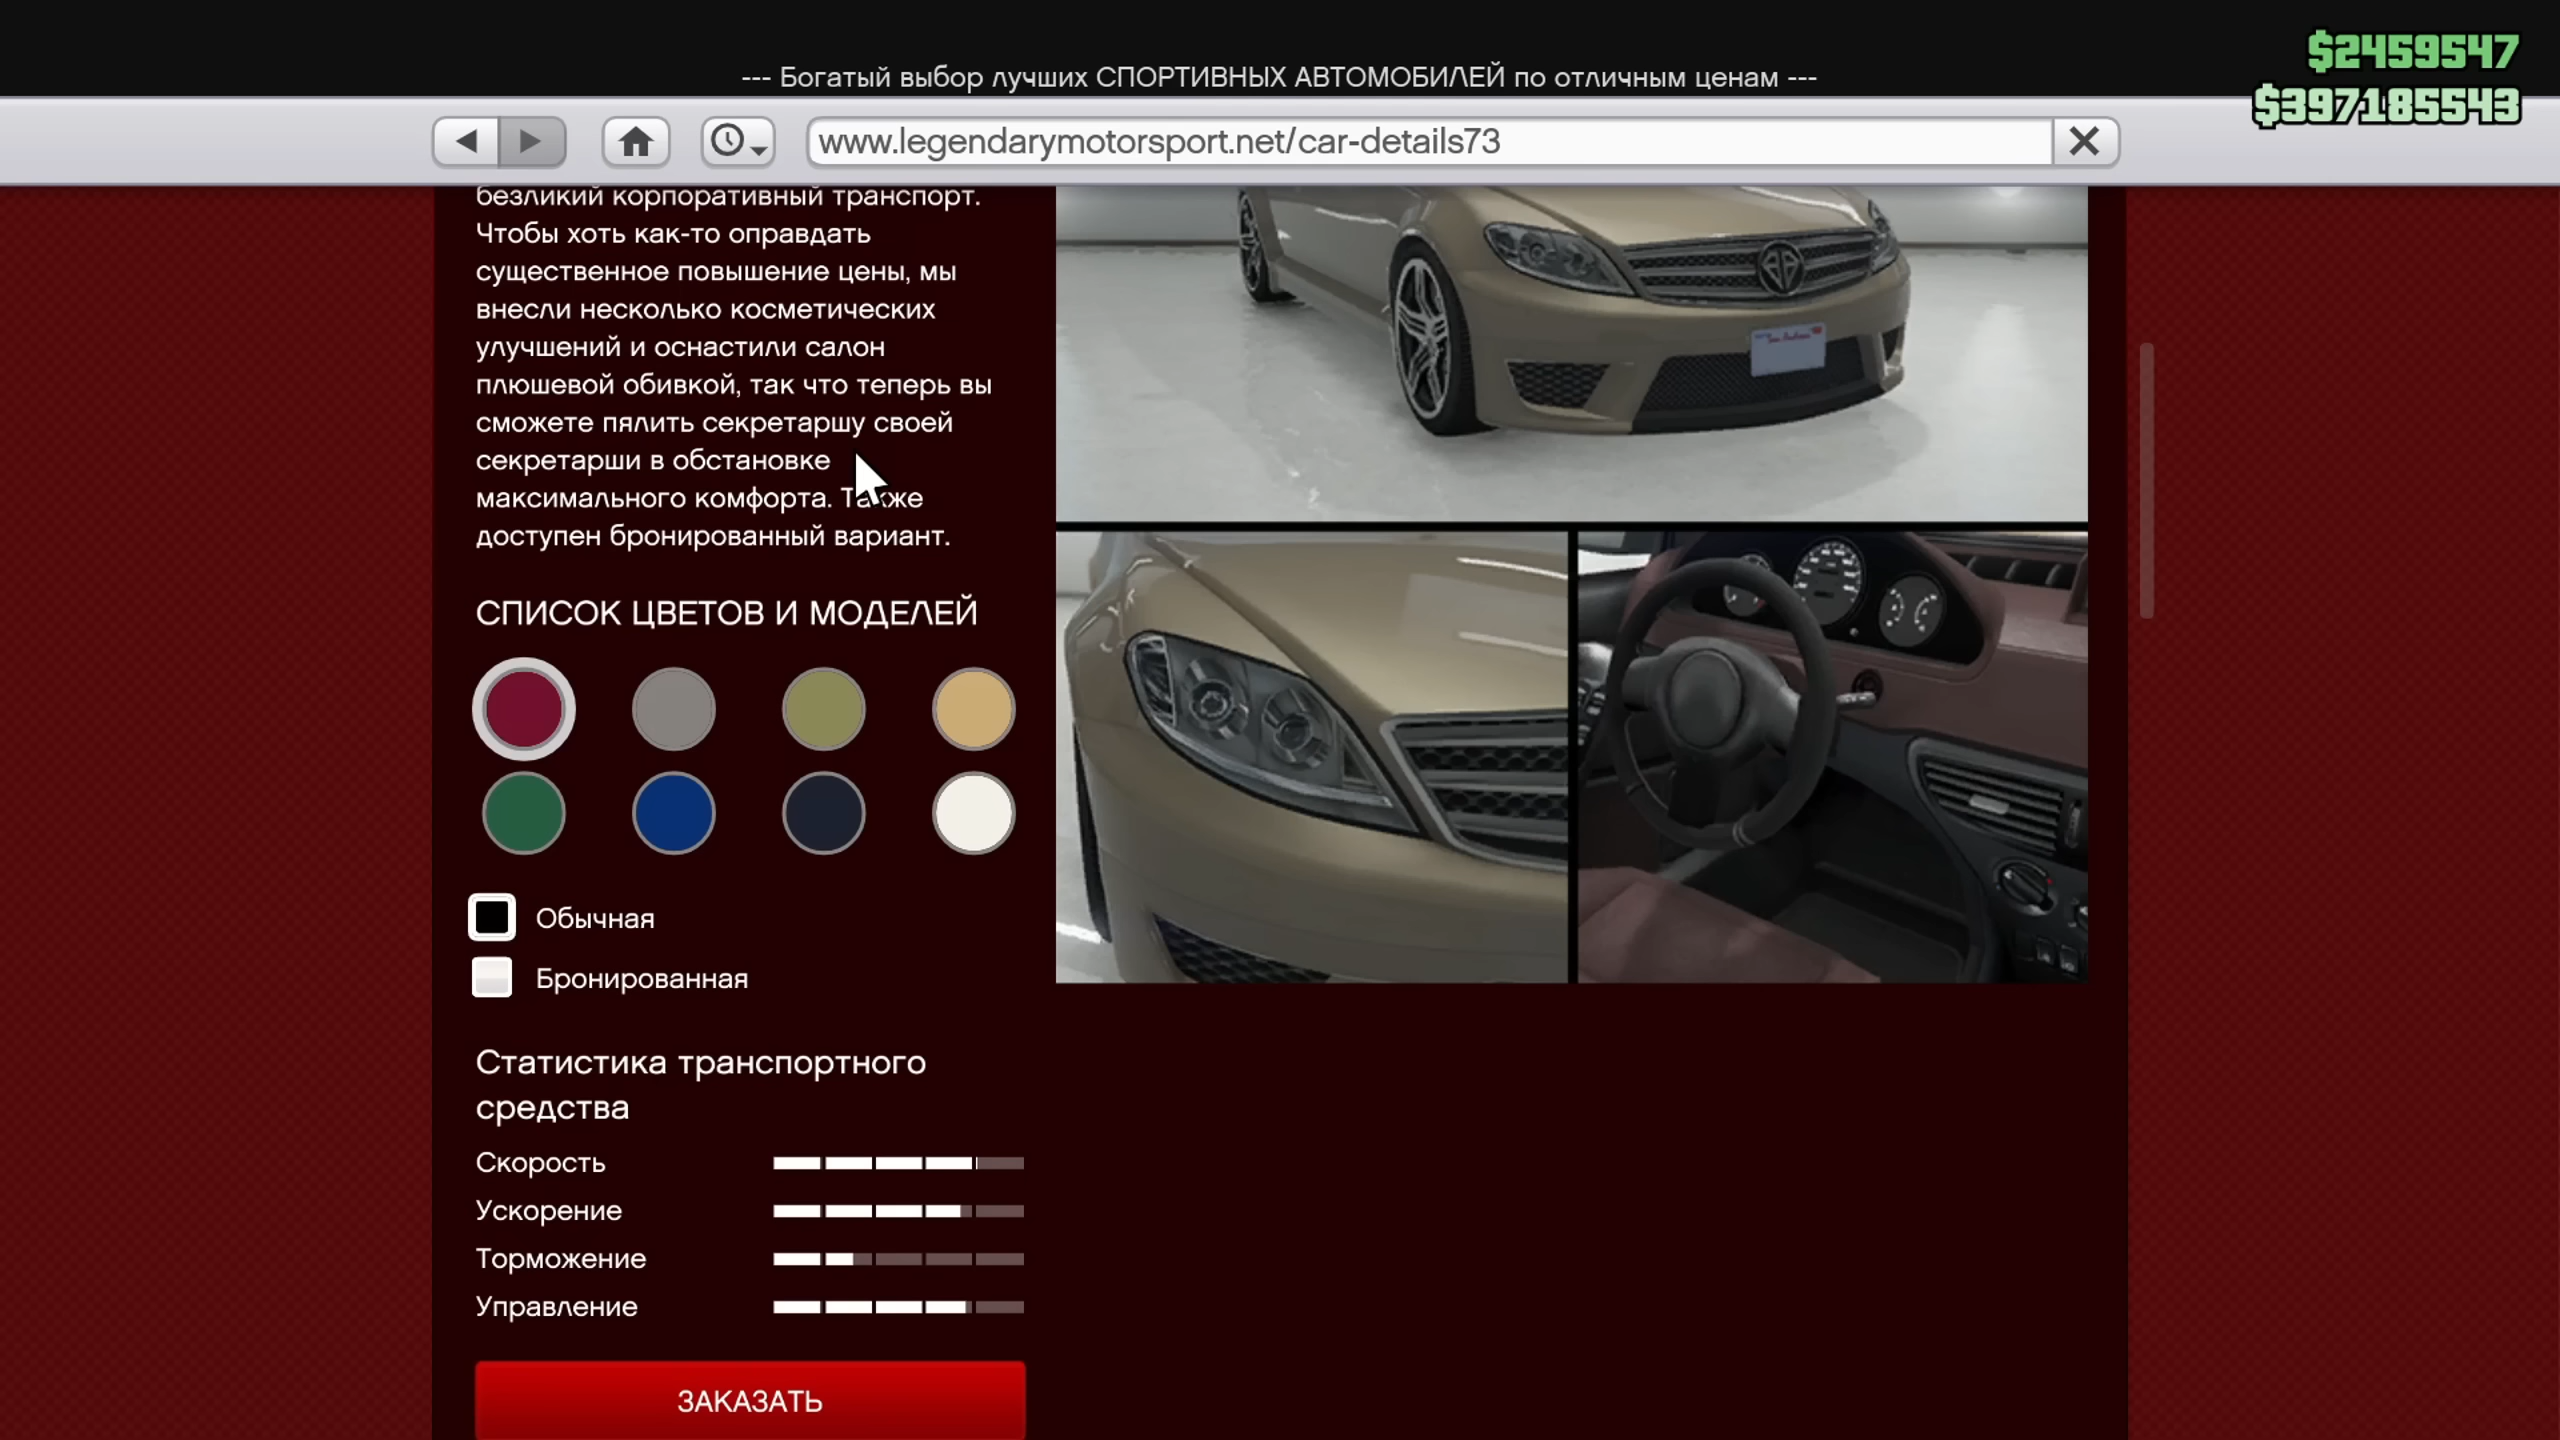 $2459547
--- Богатый выбор лучших СПОРТИВНЫХ АВТОМОБИЛЕЙ по отличным ценам ---
$397185543
www.legendarymotorsport.net/car-details73
безликий корпоративный транспорт.
Чтобы хоть как-то оправдать
существенное повышение цены, мы
внесли несколько косметических
улучшений и оснастили салон
плюшевой обивкой, так что теперь вы
сможете пялить секретаршу своей
секретарши в обстановке
максимального комфорта. Также
доступен бронированный вариант.
СПИСОК ЦВЕТОВ И МОДЕЛЕЙ
Обычная
Бронированная
Статистика транспортного
средства
Скорость
Ускорение
Торможение
Управление
ЗАКАЗАТЬ